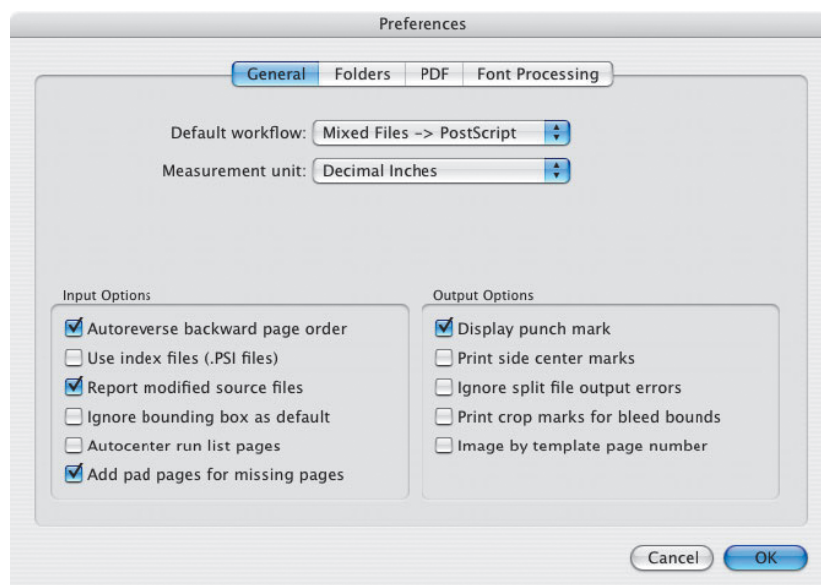 Preferences
General Folders PDF Font Processing
Default workflow: Mixed Files -> PostScript
Measurement unit: Decimal Inches
Input Options
Autoreverse backward page order
Use index files (.PSI files)
Report modified source files
Ignore bounding box as default
Autocenter run list pages
Add pad pages for missing pages
Output Options
Display punch mark
Print side center marks
Ignore split file output errors
Print crop marks for bleed bounds
Image by template page number
Cancel OK